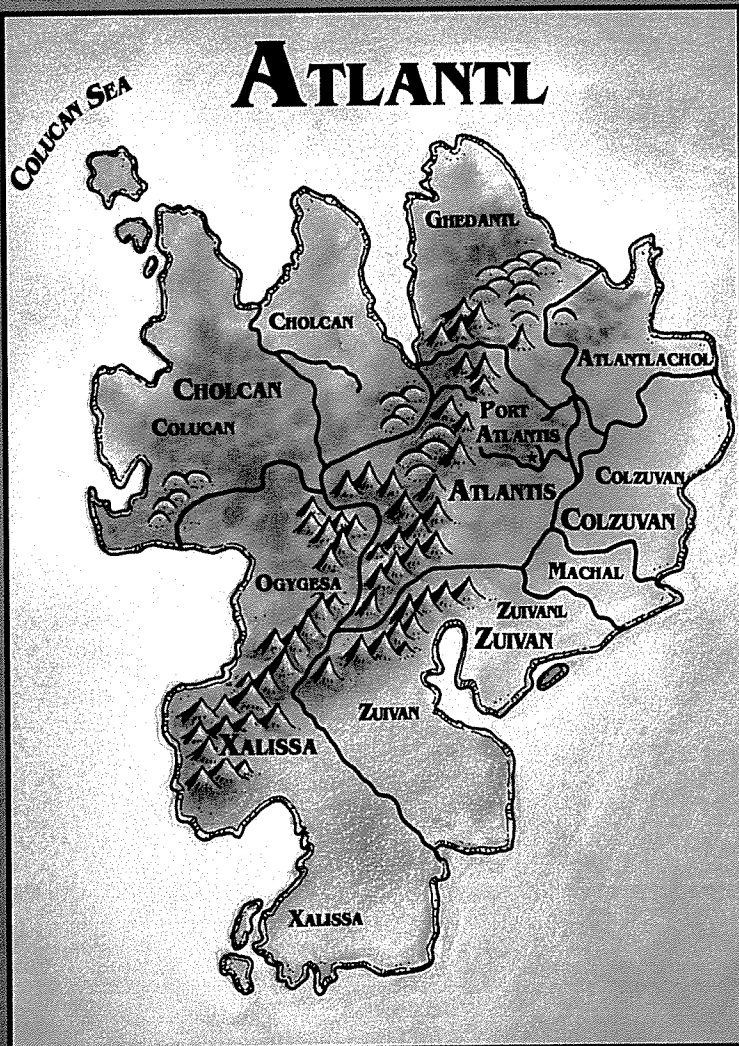 ATLANTL
COLUCAN SEA
GHEDANTL
CHOLCAN
ATLANTLACHOL
CHOLCAN
COLUCAN
PORT
ATLANTIS
ATLANTIS
COLZUVAN
COLZUVAN
MACHAL
OGYGESA
ZUIVANL
ZUIVAN
ZUIVAN
XALISSA
XALISSA